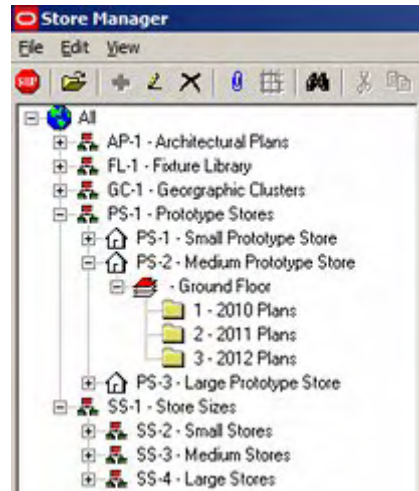 Store Manager
File Edit View
STOP
All
AP-1 - Architectural Plans
FL-1 - Fixture Library
GC-1 - Georgraphic Clusters
PS-1 - Prototype Stores
PS-1 - Small Prototype Store
PS-2 - Medium Prototype Store
- Ground Floor
1 - 2010 Plans
2 - 2011 Plans
3 - 2012 Plans
PS-3 - Large Prototype Store
SS-1 - Store Sizes
SS-2 - Small Stores
SS-3 - Medium Stores
SS-4 - Large Stores